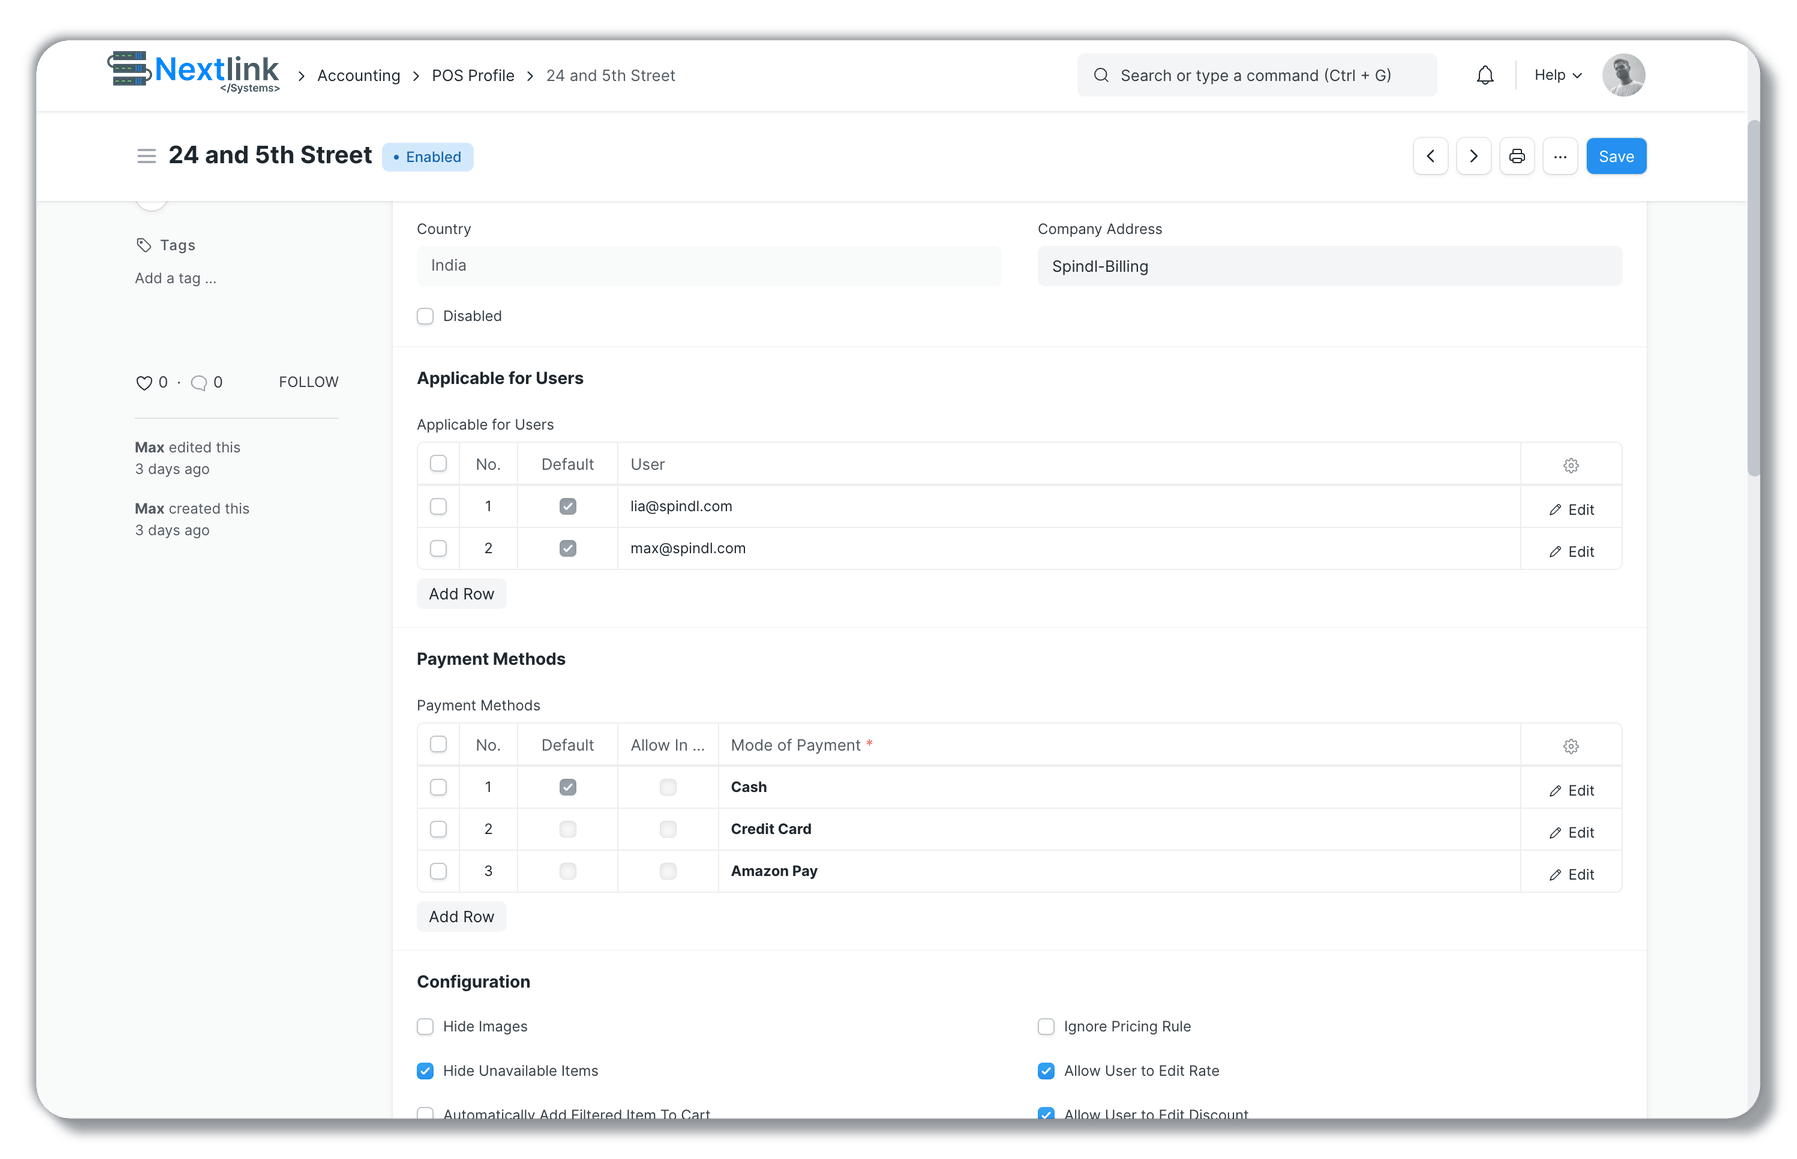 Nextlink
</Systems>
Accounting
POS Profile
24 and 5th Street
Search or type a command (Ctrl + G)
Help
24 and 5th Street
• Enabled
Save
Tags
Add a tag ...
0 · 0
FOLLOW
Max edited this
3 days ago
Max created this
3 days ago
Country
India
Company Address
Spindl-Billing
Disabled
Applicable for Users
Applicable for Users
No. Default User
1 lia@spindl.com Edit
2 max@spindl.com Edit
Add Row
Payment Methods
Payment Methods
No. Default Allow In ... Mode of Payment *
1 Cash Edit
2 Credit Card Edit
3 Amazon Pay Edit
Add Row
Configuration
Hide Images
Ignore Pricing Rule
Hide Unavailable Items
Allow User to Edit Rate
Automatically Add Filtered Item To Cart
Allow User to Edit Discount